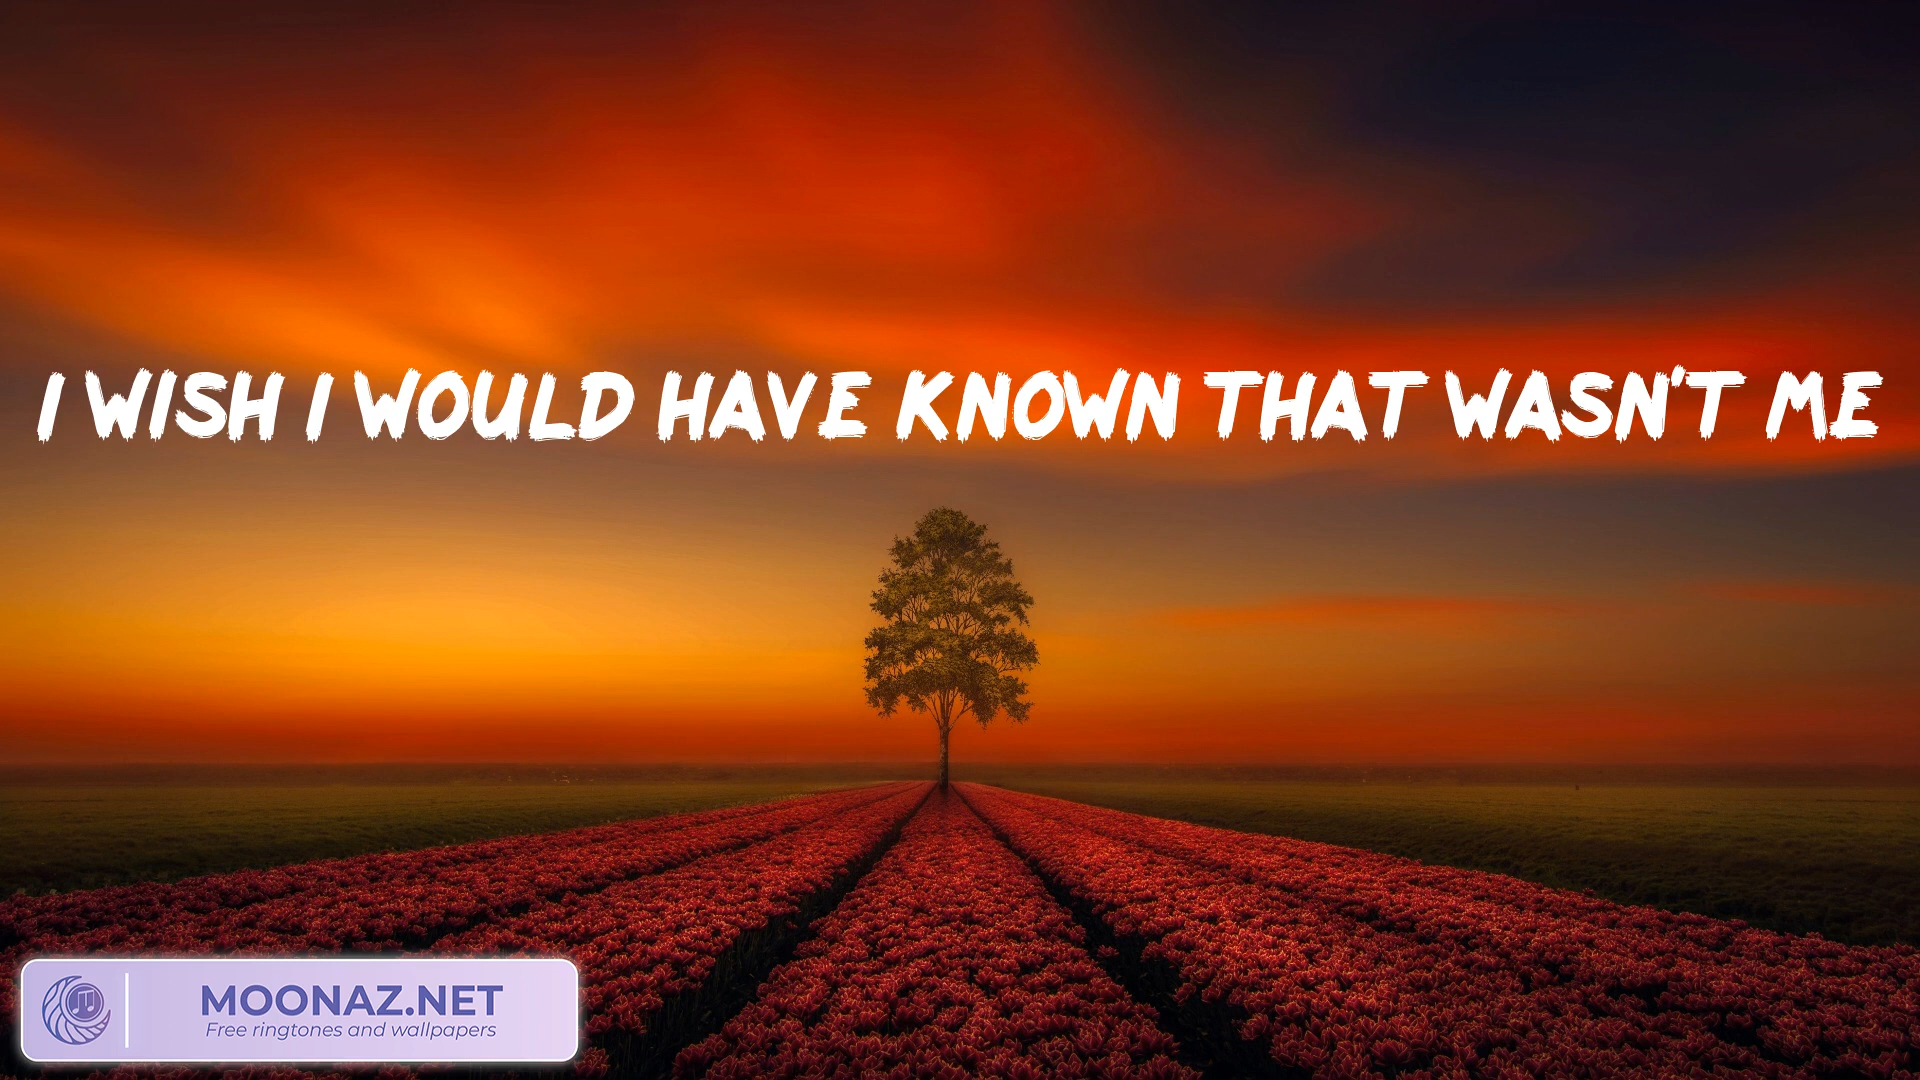 I WISH I WOULD HAVE KNOWN THAT WASN'T ME
MOONAZ.NET
Free ringtones and wallpapers